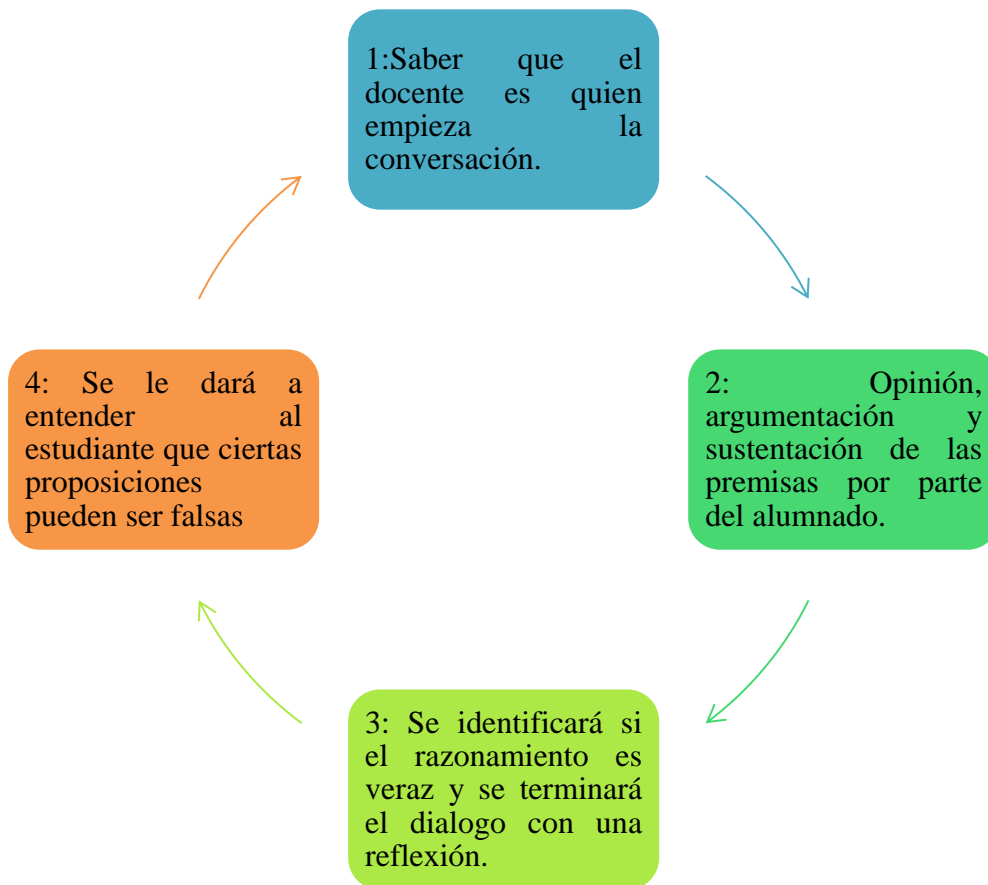 1:Saber que el
docente es quien
empieza la
conversación.
2: Opinión,
argumentación y
sustentación de las
premisas por parte
del alumnado.
3: Se identificará si
el razonamiento es
veraz y se terminará
el dialogo con una
reflexión.
4: Se le dará a
entender al
estudiante que ciertas
proposiciones
pueden ser falsas